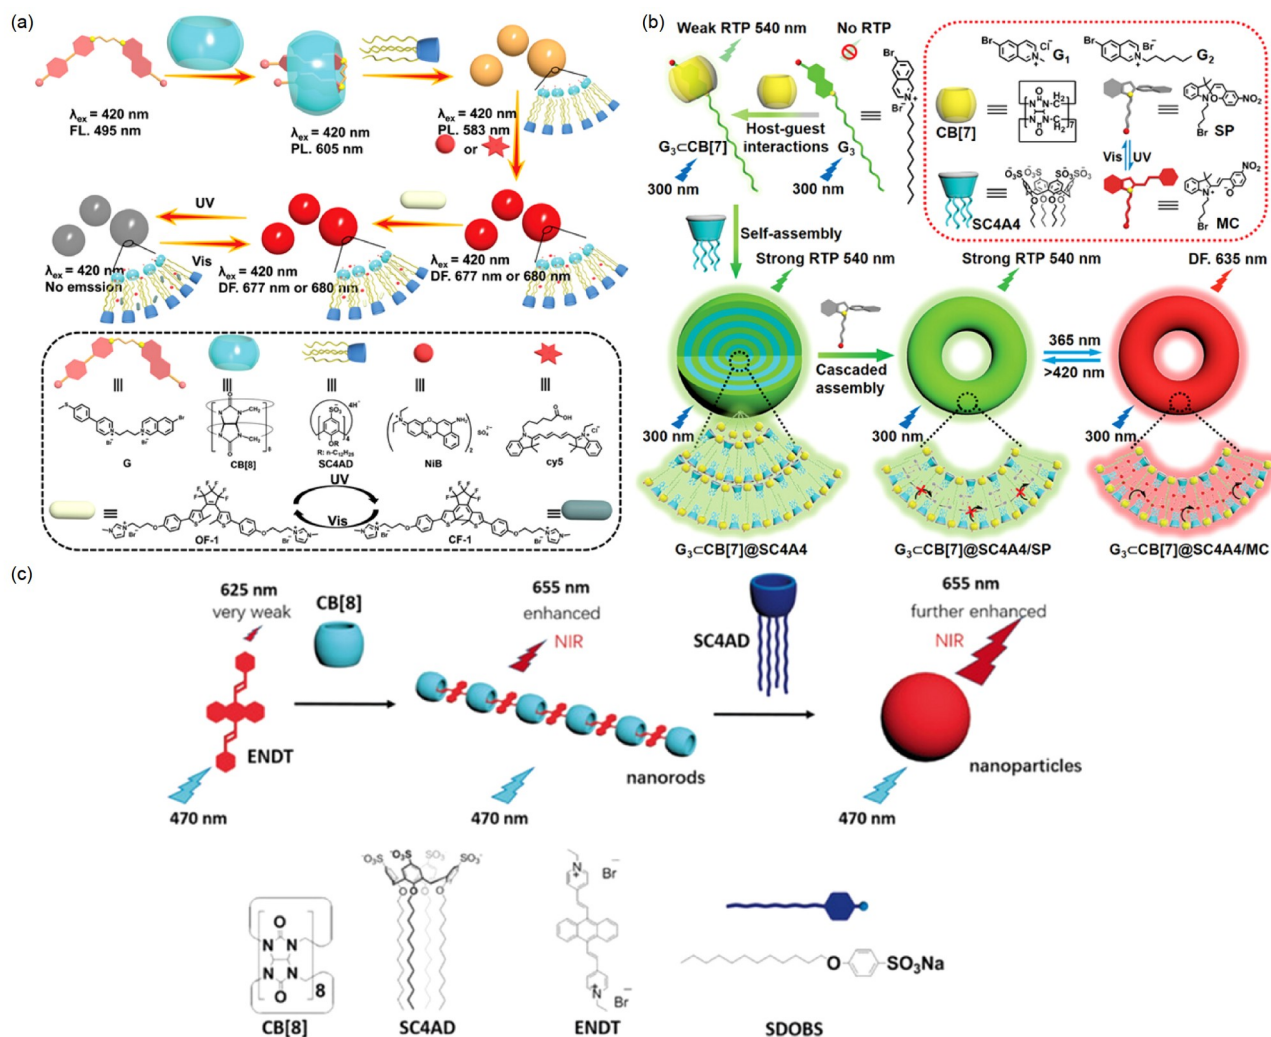 (a)
λex = 420 nm
FL. 495 nm
λex = 420 nm
PL. 605 nm
λex = 420 nm
PL. 583 nm
or
UV
Vis
λex = 420 nm
No emssion
λex = 420 nm
DF. 677 nm or 680 nm
λex = 420 nm
DF. 677 nm or 680 nm
G
CB[8]
SC4AD
NiB
cy5
R: n-C12H25
4H+
UV
Vis
OF-1
CF-1
(b)
Weak RTP 540 nm
No RTP
Host-guest
interactions
G3⊂CB[7]
G3
300 nm
300 nm
Self-assembly
G1
G2
CB[7]
SP
Vis
UV
SC4A4
MC
Strong RTP 540 nm
Strong RTP 540 nm
DF. 635 nm
Cascaded
assembly
365 nm
>420 nm
300 nm
300 nm
300 nm
G3⊂CB[7]@SC4A4
G3⊂CB[7]@SC4A4/SP
G3⊂CB[7]@SC4A4/MC
(c)
625 nm
very weak
CB[8]
655 nm
enhanced
NIR
SC4AD
655 nm
further enhanced
NIR
ENDT
nanorods
nanoparticles
470 nm
470 nm
470 nm
SO3Na
CB[8]
SC4AD
ENDT
SDOBS